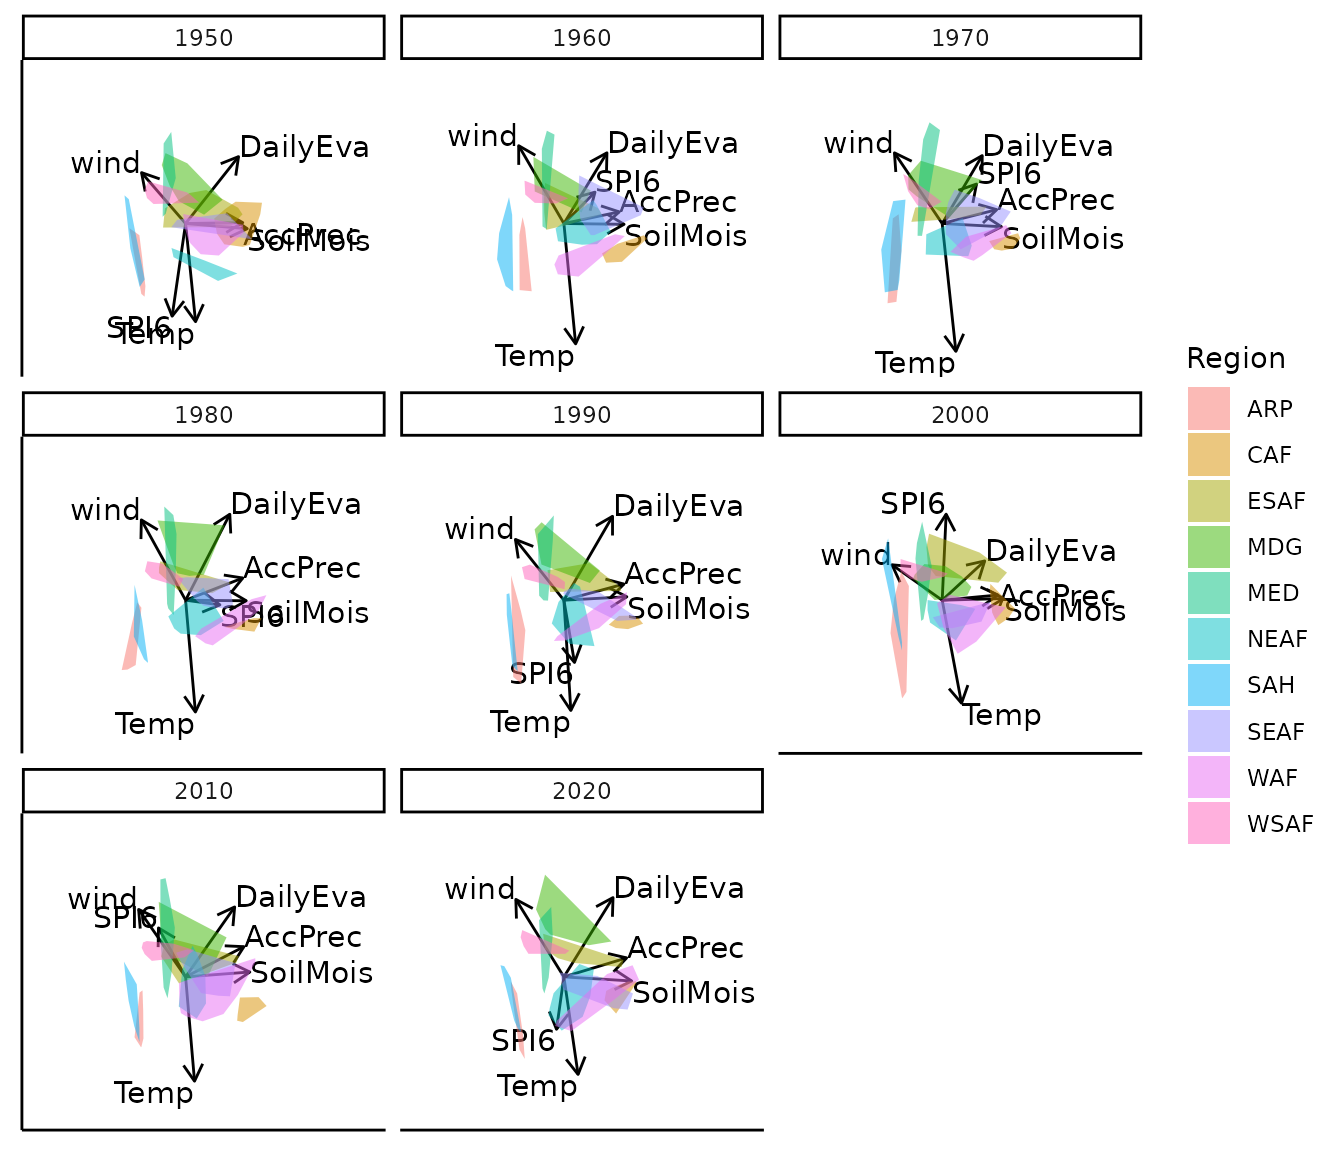 1950
1960
1970
wind
DailyEva
AccPrec
SoilMois
SPI6
Temp
wind
DailyEva
SPI6
AccPrec
SoilMois
Temp
wind
DailyEva
SPI6
AccPrec
SoilMois
Temp
1980
1990
2000
wind
DailyEva
AccPrec
SPI6
SoilMois
Temp
wind
DailyEva
AccPrec
SoilMois
SPI6
Temp
SPI6
wind
DailyEva
AccPrec
SoilMois
Temp
2010
2020
wind
SPI6
DailyEva
AccPrec
SoilMois
Temp
wind
DailyEva
AccPrec
SoilMois
SPI6
Temp
Region
ARP
CAF
ESAF
MDG
MED
NEAF
SAH
SEAF
WAF
WSAF